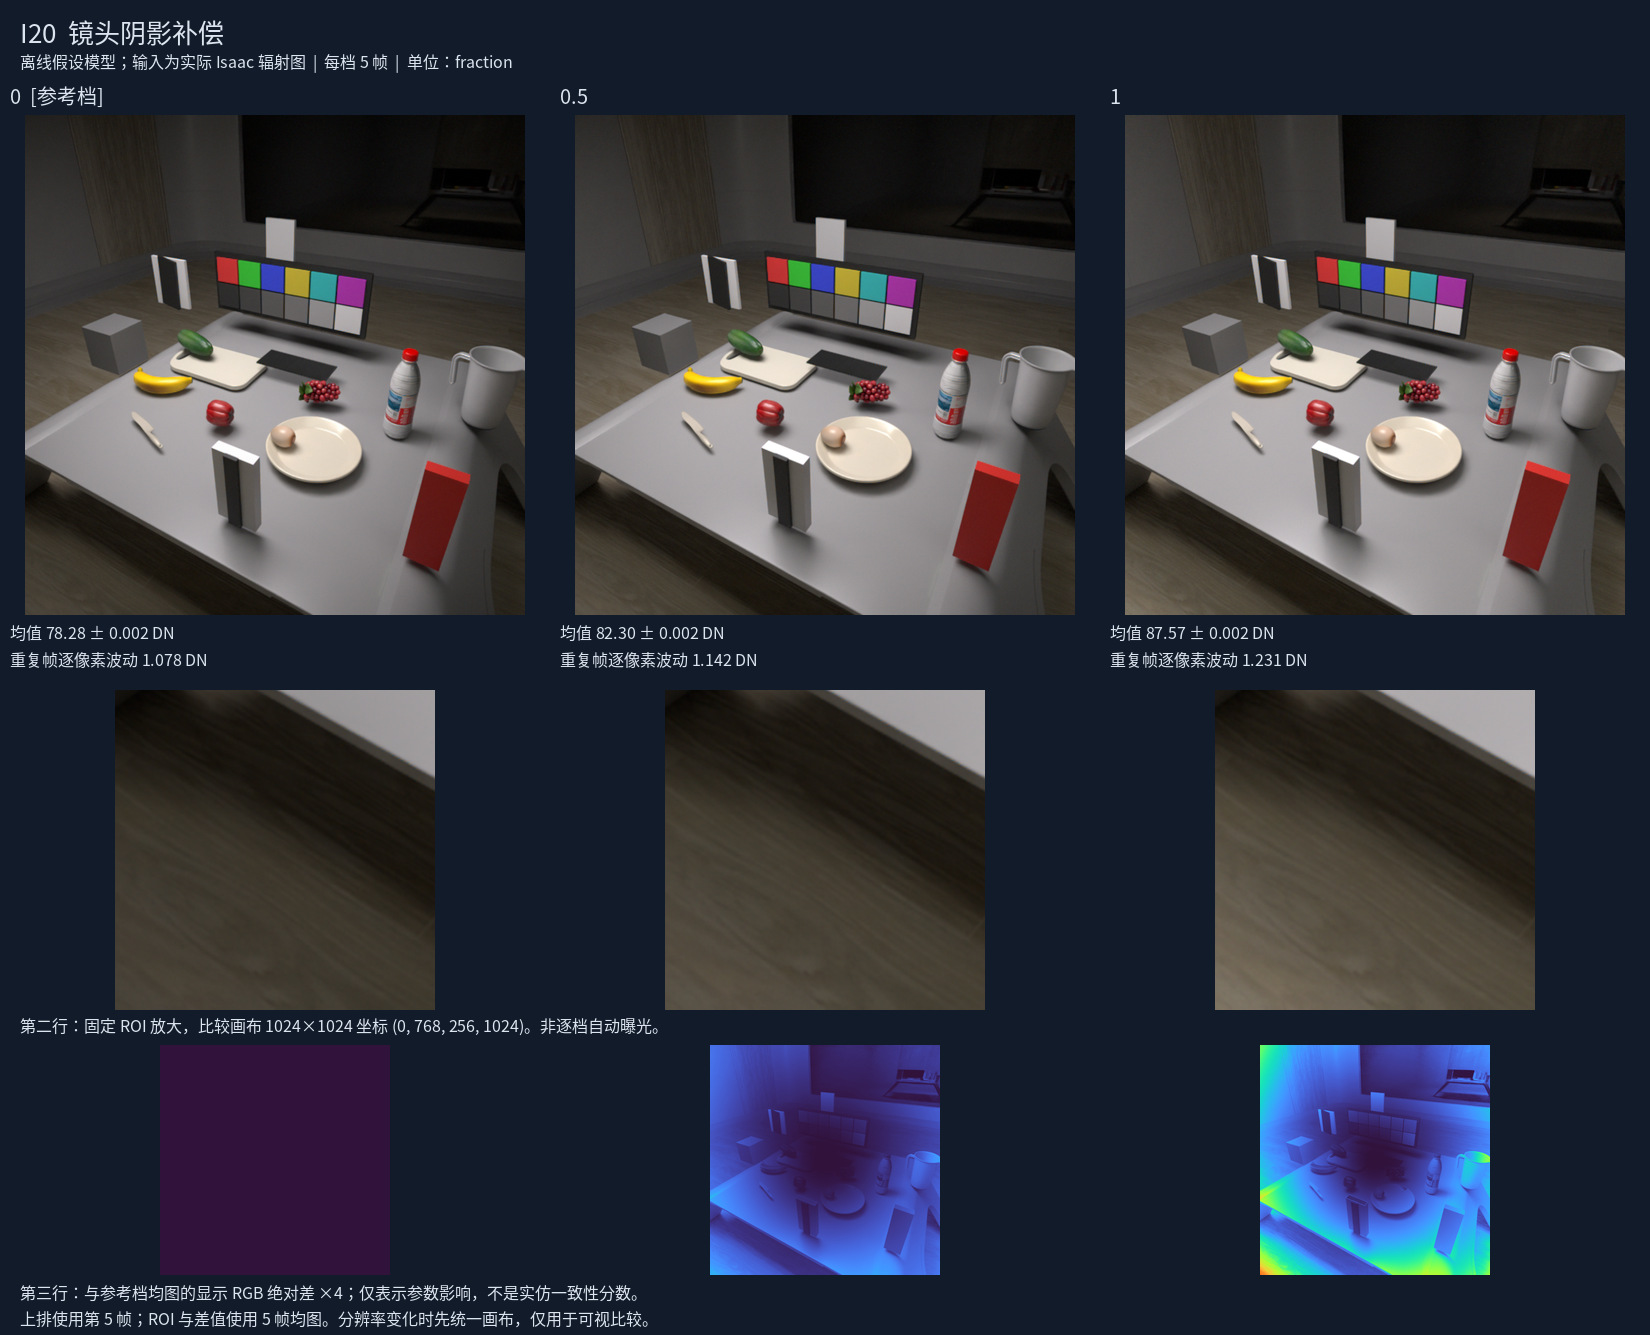 I20 镜头阴影补偿
离线假设模型；输入为实际 Isaac 辐射图 | 每档 5 帧 | 单位：fraction
0 [参考档]
0.5
1
均值 78.28 ± 0.002 DN
重复帧逐像素波动 1.078 DN
均值 82.30 ± 0.002 DN
重复帧逐像素波动 1.142 DN
均值 87.57 ± 0.002 DN
重复帧逐像素波动 1.231 DN
第二行：固定 ROI 放大，比较画布 1024×1024 坐标 (0, 768, 256, 1024)。非逐档自动曝光。
第三行：与参考档均图的显示 RGB 绝对差 ×4；仅表示参数影响，不是实仿一致性分数。
上排使用第 5 帧；ROI 与差值使用 5 帧均图。分辨率变化时先统一画布，仅用于可视比较。